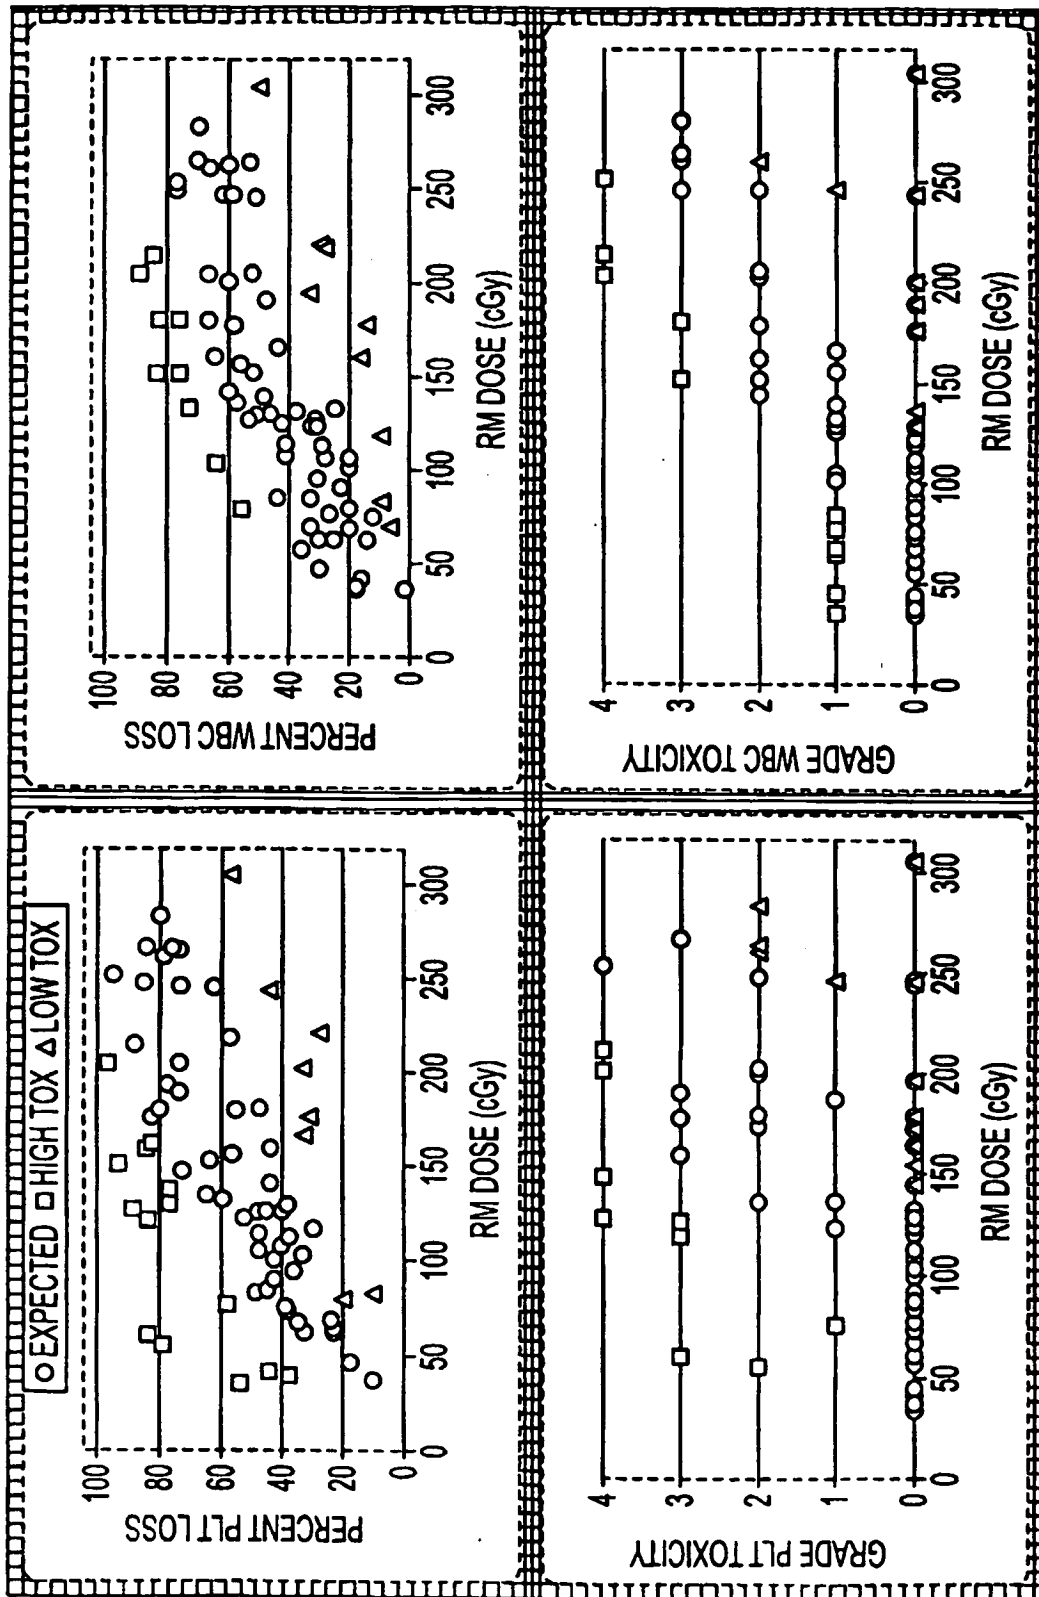 ○ EXPECTED □ HIGH TOX △ LOW TOX
PERCENT PLT LOSS
100
80
60
40
20
0
0 50 100 150 200 250 300
RM DOSE (cGy)
PERCENT WBC LOSS
100
80
60
40
20
0
0 50 100 150 200 250 300
RM DOSE (cGy)
GRADE PLT TOXICITY
4
3
2
1
0
0 50 100 150 200 250 300
RM DOSE (cGy)
GRADE WBC TOXICITY
4
3
2
1
0
0 50 100 150 200 250 300
RM DOSE (cGy)